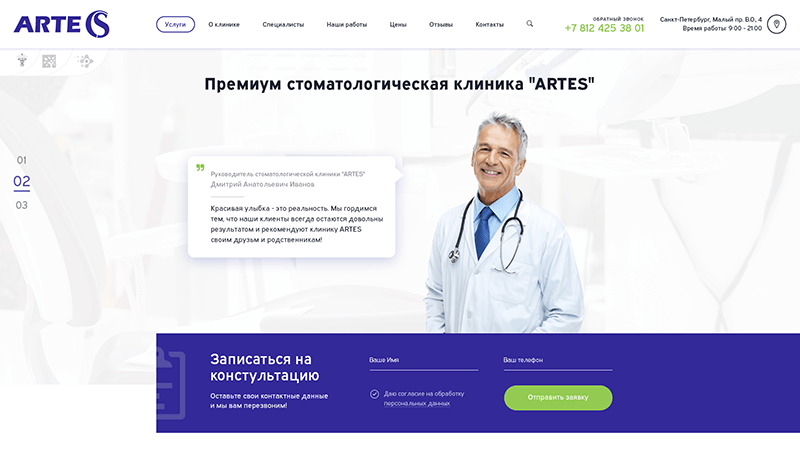 ARTE S
Услуги О клинике Специалисты Наши работы Цены Отзывы Контакты
ОБРАТНЫЙ ЗВОНОК
+7 812 425 38 01
Санкт-Петербург, Малый пр. В.О., 4
Время работы 9:00 - 21:00
Премиум стоматологическая клиника "ARTES"
01
02
03
Руководитель стоматологической клиники "ARTES"
Дмитрий Анатольевич Иванов
Красивая улыбка - это реальность. Мы гордимся
тем, что наши клиенты всегда остаются довольны
результатом и рекомендуют клинику ARTES
своим друзьям и родственникам!
Записаться на
констультацию
Оставьте свои контактные данные
и мы вам перезвоним!
Ваше Имя
Ваш телефон
Даю согласие на обработку
персональных данных
Отправить заявку